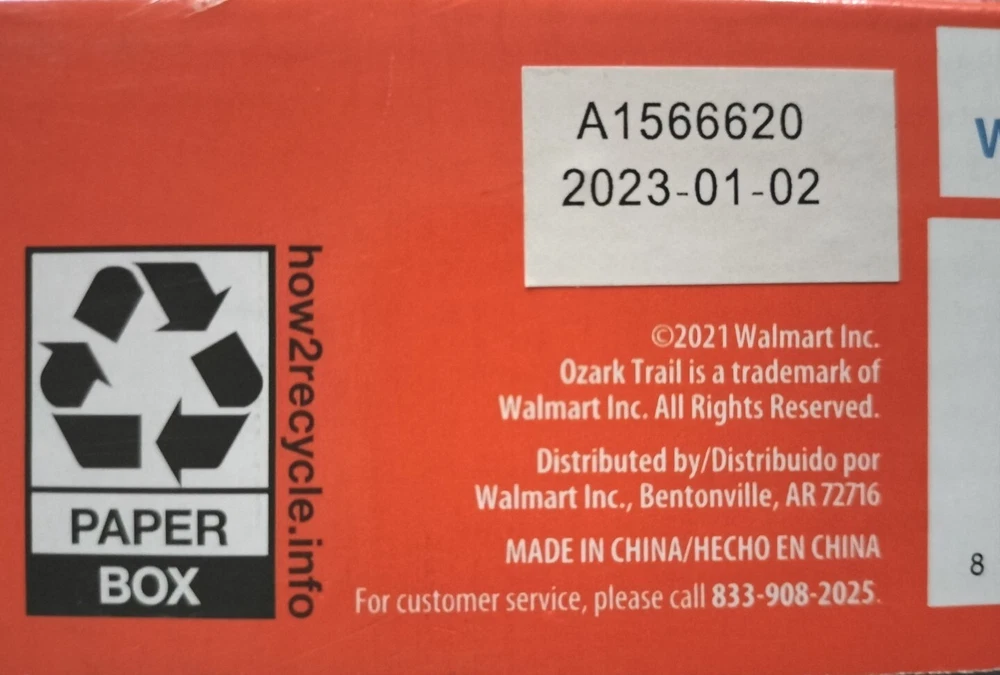 A1566620
2023-01-02
how2recycle.info
PAPER
BOX
©2021 Walmart Inc.
Ozark Trail is a trademark of
Walmart Inc. All Rights Reserved.
Distributed by/Distribuido por
Walmart Inc., Bentonville, AR 72716
MADE IN CHINA/HECHO EN CHINA
For customer service, please call 833-908-2025.
8